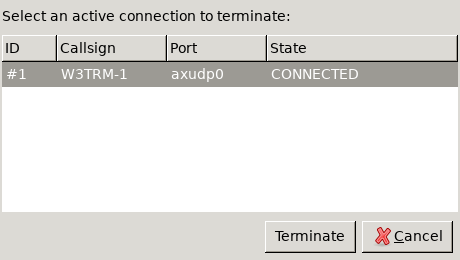 Select an active connection to terminate:
ID Callsign Port State
#1 W3TRM-1 axudp0 CONNECTED
Terminate Cancel